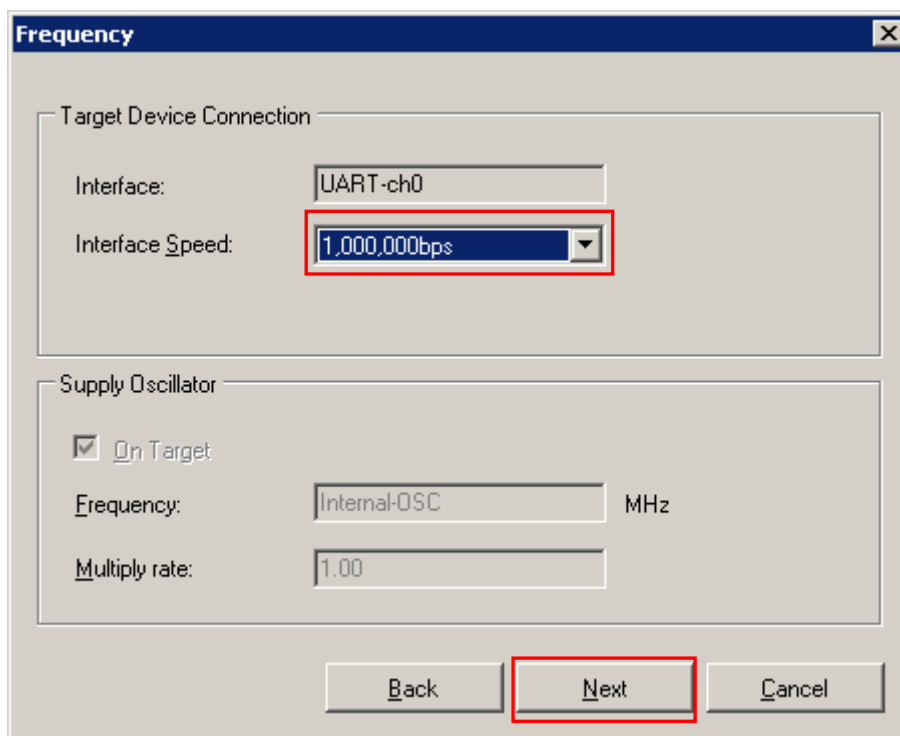 Frequency
Target Device Connection
Interface: UART-ch0
Interface Speed: 1,000,000bps
Supply Oscillator
On Target
Frequency: Internal-OSC MHz
Multiply rate: 1.00
Back Next Cancel